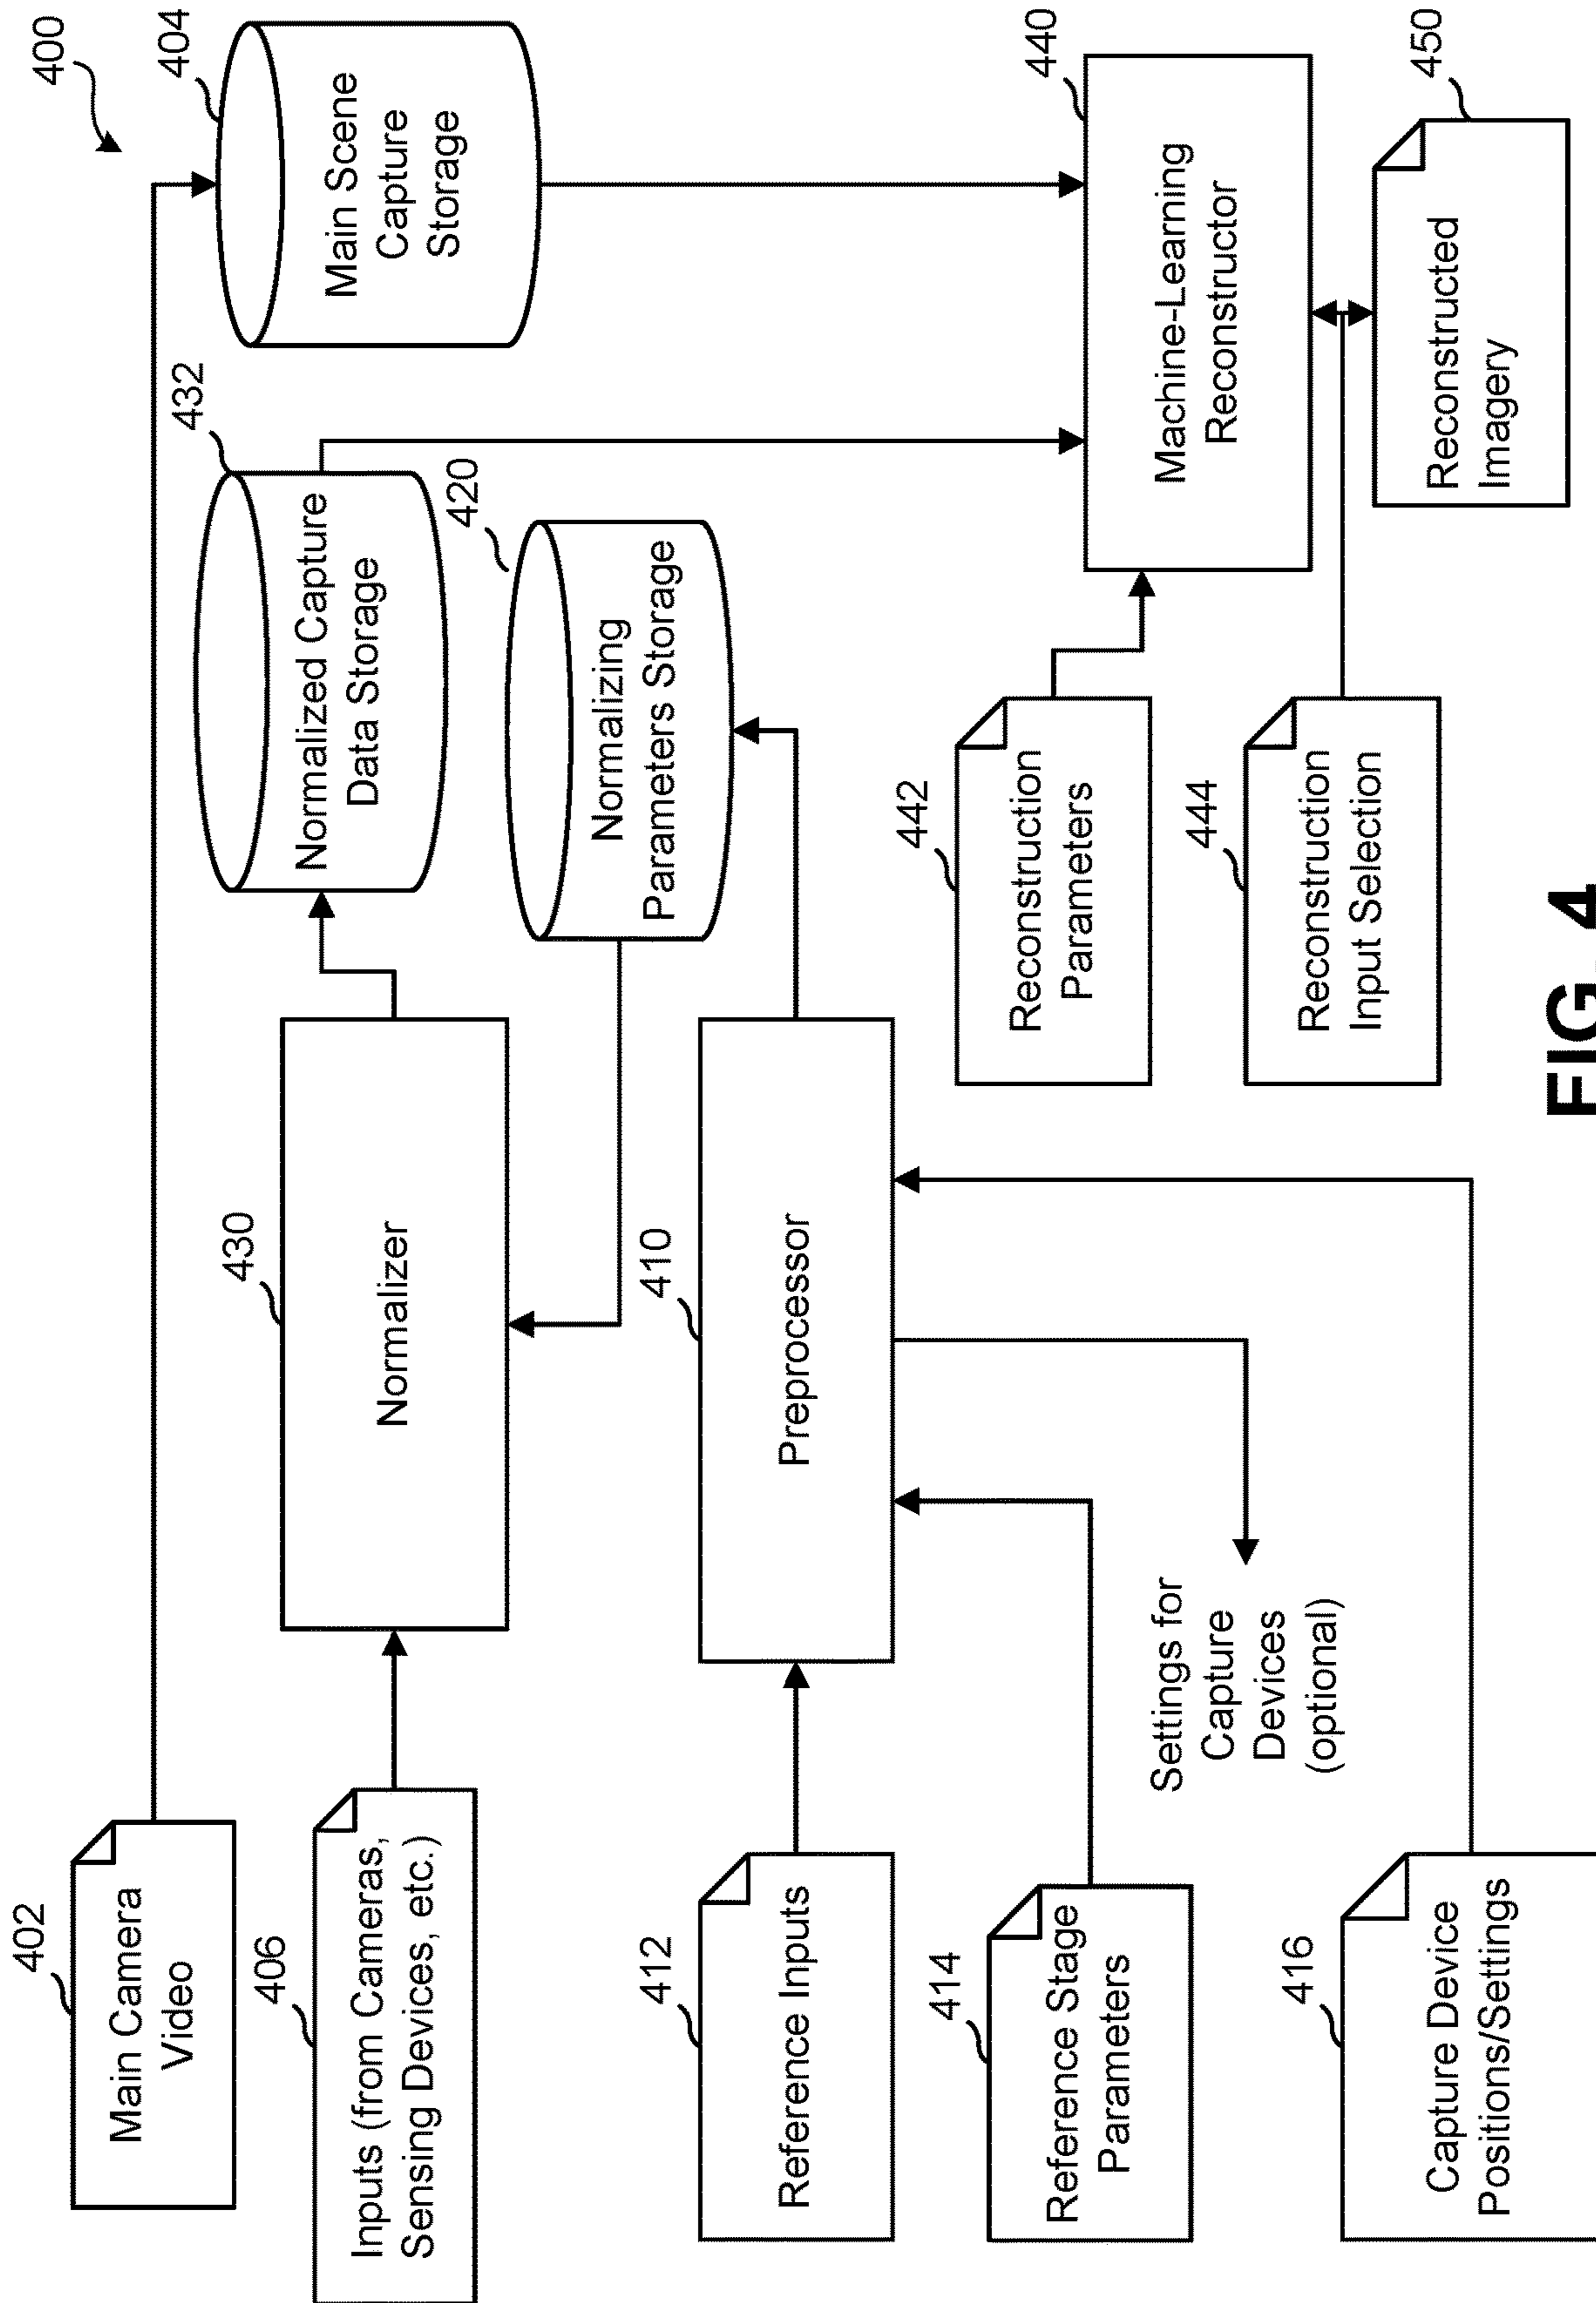 400
402
Main Camera
Video
404
Main Scene
Capture
Storage
406
Inputs (from Cameras,
Sensing Devices, etc.)
430
Normalizer
432
Normalized Capture
Data Storage
420
Normalizing
Parameters Storage
412
Reference Inputs
410
Preprocessor
414
Reference Stage
Parameters
Settings for
Capture
Devices
(optional)
416
Capture Device
Positions/Settings
440
Machine-Learning
Reconstructor
442
Reconstruction
Parameters
444
Reconstruction
Input Selection
450
Reconstructed
Imagery
FIG. 4